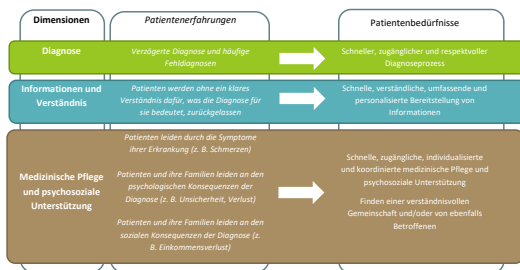 Dimensionen
Patientenerfahrungen
Patientenbedürfnisse
Diagnose
Verzögerte Diagnose und häufige
Fehldiagnosen
Schneller, zugänglicher und respektvoller
Diagnoseprozess
Informationen und
Verständnis
Patienten werden ohne ein klares
Verständnis dafür, was die Diagnose für
sie bedeutet, zurückgelassen
Schnelle, verständliche, umfassende und
personalisierte Bereitstellung von
Informationen
Medizinische Pflege
und psychosoziale
Unterstützung
Patienten leiden durch die Symptome
ihrer Erkrankung (z. B. Schmerzen)
Patienten und ihre Familien leiden an den
psychologischen Konsequenzen der
Diagnose (z. B. Unsicherheit, Verlust)
Patienten und ihre Familien leiden an den
sozialen Konsequenzen der Diagnose (z.
B. Einkommensverlust)
Schnelle, zugängliche, individualisierte
und koordinierte medizinische Pflege und
psychosoziale Unterstützung
Finden einer verständnisvollen
Gemeinschaft und/oder von ebenfalls
Betroffenen